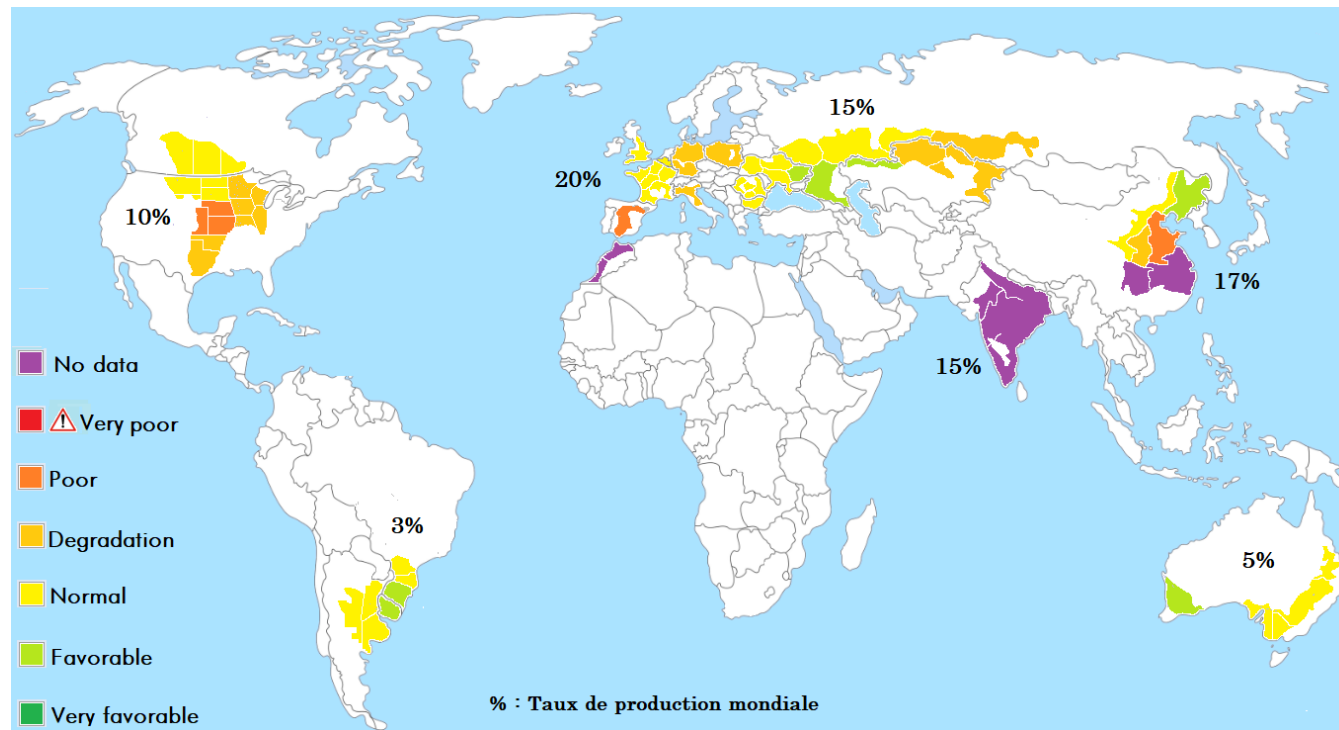 15%
20%
10%
17%
No data
15%
Very poor
Poor
3%
Degradation
5%
Normal
Favorable
% : Taux de production mondiale
Very favorable